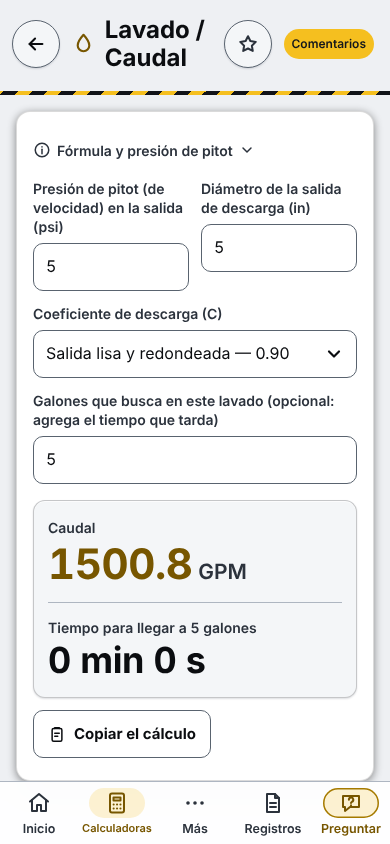 Lavado /
Caudal
Comentarios
Fórmula y presión de pitot
Presión de pitot (de
velocidad) en la salida
(psi)
5
Diámetro de la salida
de descarga (in)
5
Coeficiente de descarga (C)
Salida lisa y redondeada — 0.90
Galones que busca en este lavado (opcional:
agrega el tiempo que tarda)
5
Caudal
1500.8 GPM
Tiempo para llegar a 5 galones
0 min 0 s
Copiar el cálculo
Inicio
Calculadoras
Más
Registros
Preguntar